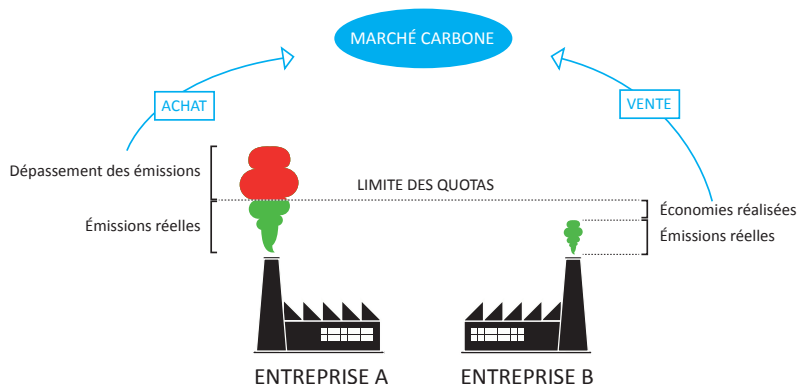 MARCHÉ CARBONE
ACHAT
VENTE
Dépassement des émissions
LIMITE DES QUOTAS
Économies réalisées
Émissions réelles
Émissions réelles
ENTREPRISE A
ENTREPRISE B